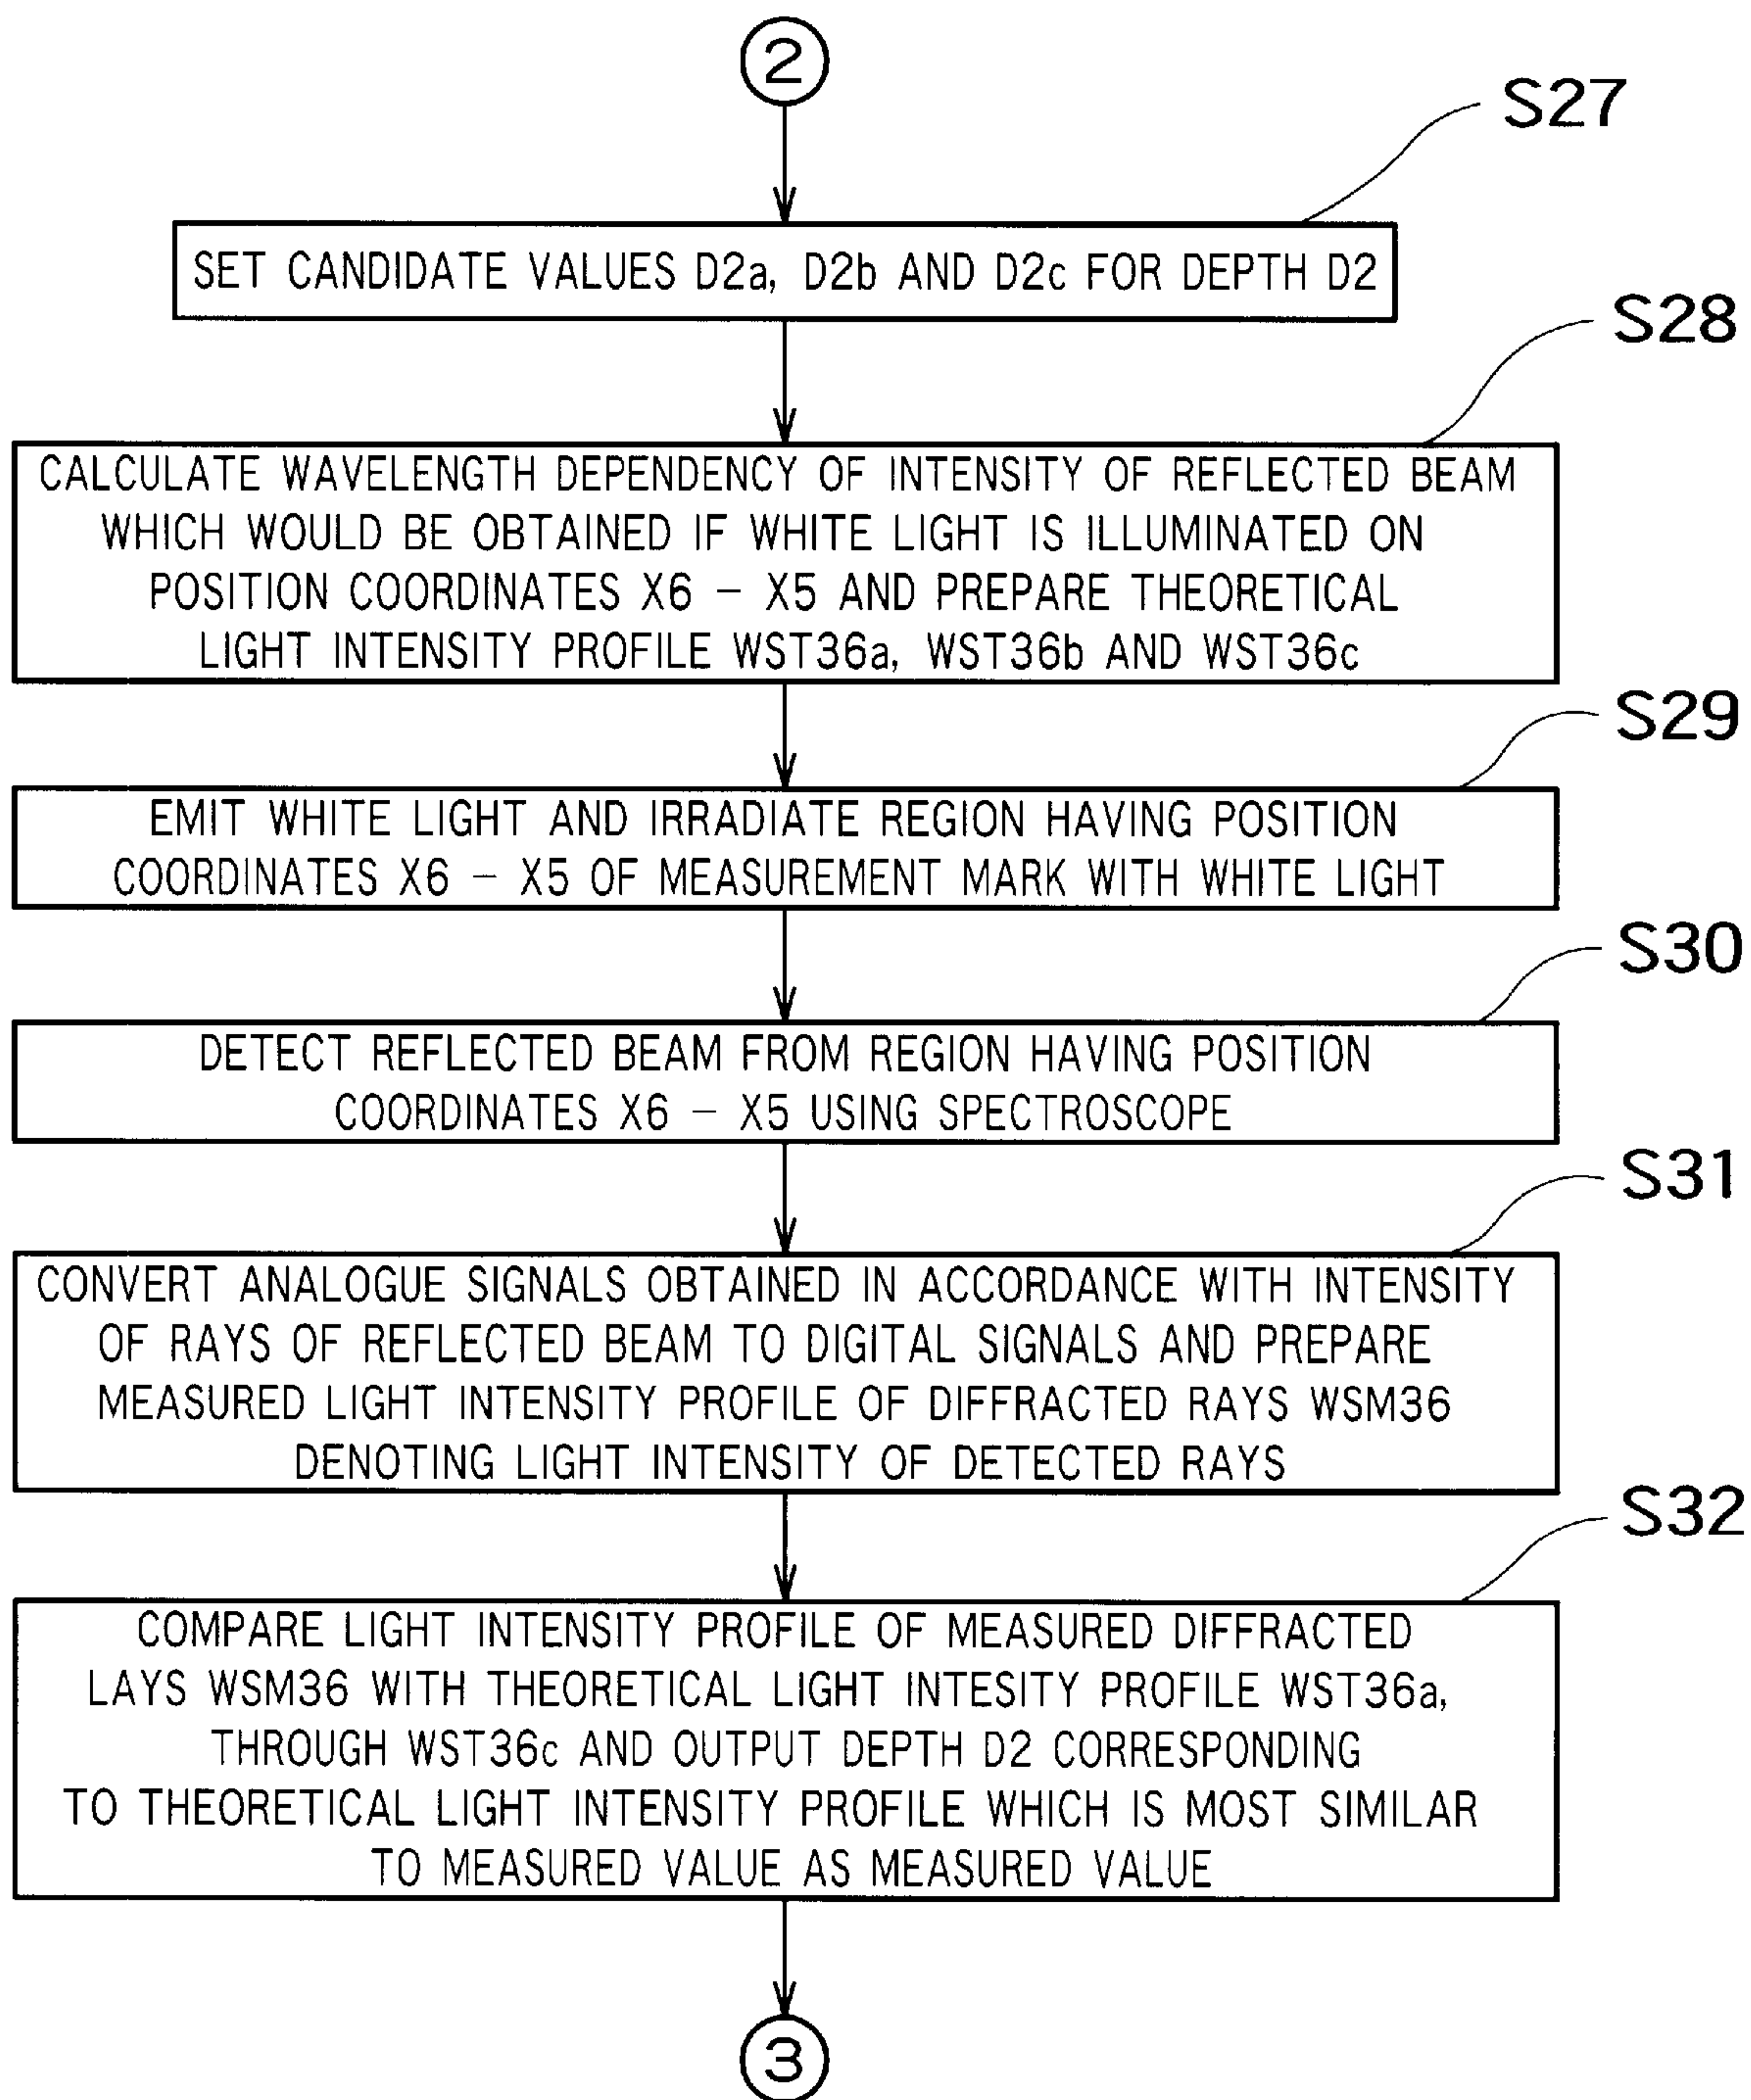 2
S27
SET CANDIDATE VALUES D2a, D2b AND D2c FOR DEPTH D2
S28
CALCULATE WAVELENGTH DEPENDENCY OF INTENSITY OF REFLECTED BEAM
WHICH WOULD BE OBTAINED IF WHITE LIGHT IS ILLUMINATED ON
POSITION COORDINATES X6 – X5 AND PREPARE THEORETICAL
LIGHT INTENSITY PROFILE WST36a, WST36b AND WST36c
S29
EMIT WHITE LIGHT AND IRRADIATE REGION HAVING POSITION
COORDINATES X6 – X5 OF MEASUREMENT MARK WITH WHITE LIGHT
S30
DETECT REFLECTED BEAM FROM REGION HAVING POSITION
COORDINATES X6 – X5 USING SPECTROSCOPE
S31
CONVERT ANALOGUE SIGNALS OBTAINED IN ACCORDANCE WITH INTENSITY
OF RAYS OF REFLECTED BEAM TO DIGITAL SIGNALS AND PREPARE
MEASURED LIGHT INTENSITY PROFILE OF DIFFRACTED RAYS WSM36
DENOTING LIGHT INTENSITY OF DETECTED RAYS
S32
COMPARE LIGHT INTENSITY PROFILE OF MEASURED DIFFRACTED
LAYS WSM36 WITH THEORETICAL LIGHT INTESITY PROFILE WST36a,
THROUGH WST36c AND OUTPUT DEPTH D2 CORRESPONDING
TO THEORETICAL LIGHT INTENSITY PROFILE WHICH IS MOST SIMILAR
TO MEASURED VALUE AS MEASURED VALUE
3